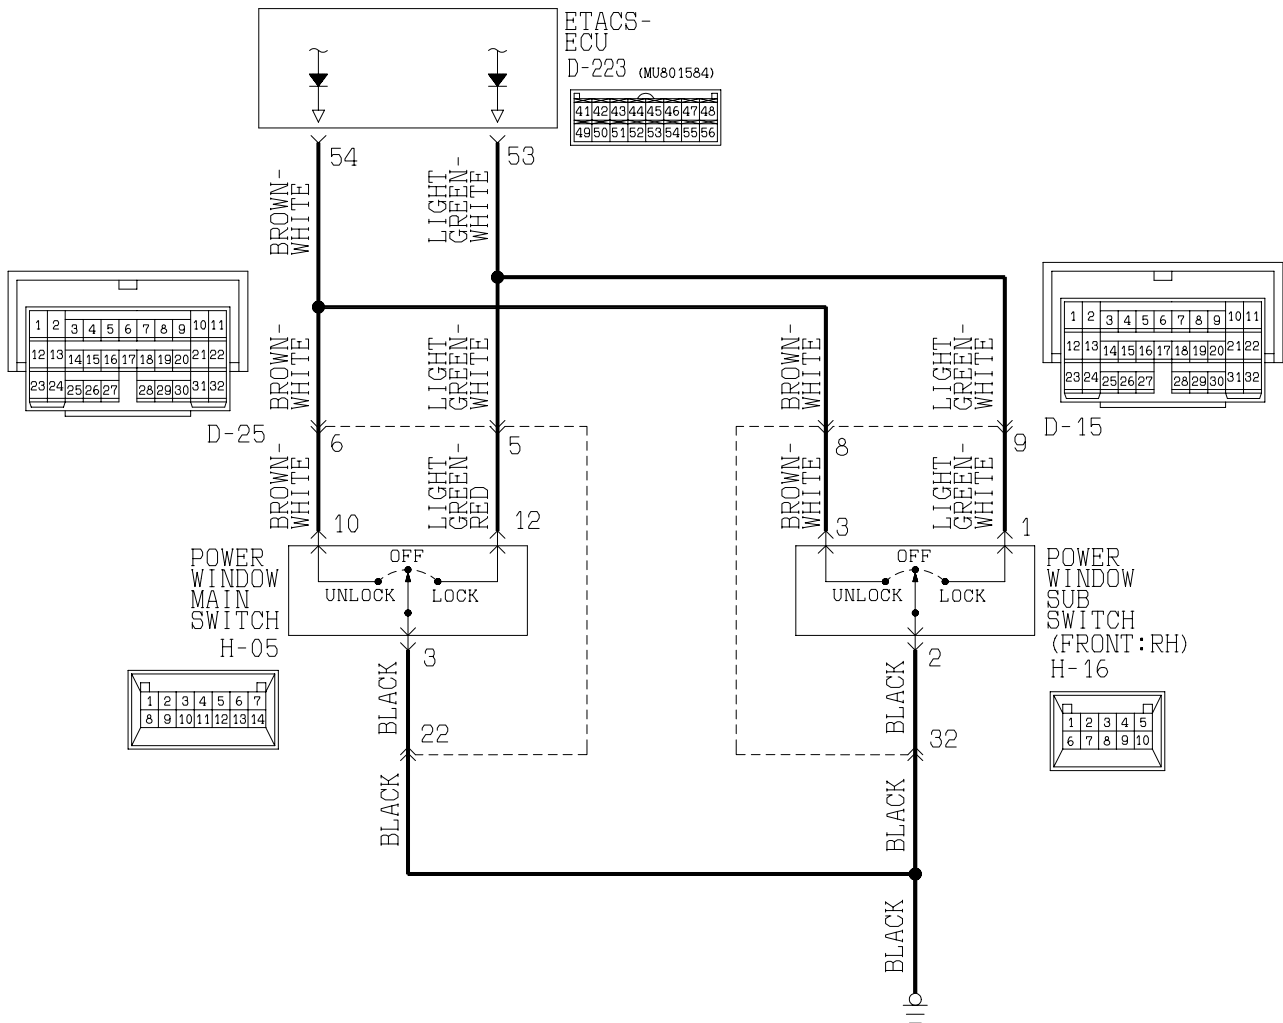 ETACS-
ECU
D-223 (MU801584)
41 42 43 44 45 46 47 48
49 50 51 52 53 54 55 56
54
53
BROWN-
WHITE
LIGHT
GREEN-
WHITE
1 2 3 4 5 6 7 8 9 10 11
12 13 14 15 16 17 18 19 20 21 22
23 24 25 26 27 28 29 30 31 32
D-25
1 2 3 4 5 6 7 8 9 10 11
12 13 14 15 16 17 18 19 20 21 22
23 24 25 26 27 28 29 30 31 32
D-15
BROWN-
WHITE
LIGHT
GREEN-
WHITE
BROWN-
WHITE
LIGHT
GREEN-
WHITE
6
5
8
9
BROWN-
WHITE
LIGHT
GREEN-
RED
BROWN-
WHITE
LIGHT
GREEN-
WHITE
10
12
3
1
POWER
WINDOW
MAIN
SWITCH
H-05
OFF
UNLOCK
LOCK
OFF
UNLOCK
LOCK
POWER
WINDOW
SUB
SWITCH
(FRONT:RH)
H-16
3
2
1 2 3 4 5 6 7
8 9 10 11 12 13 14
1 2 3 4 5
6 7 8 9 10
BLACK
BLACK
22
32
BLACK
BLACK
BLACK